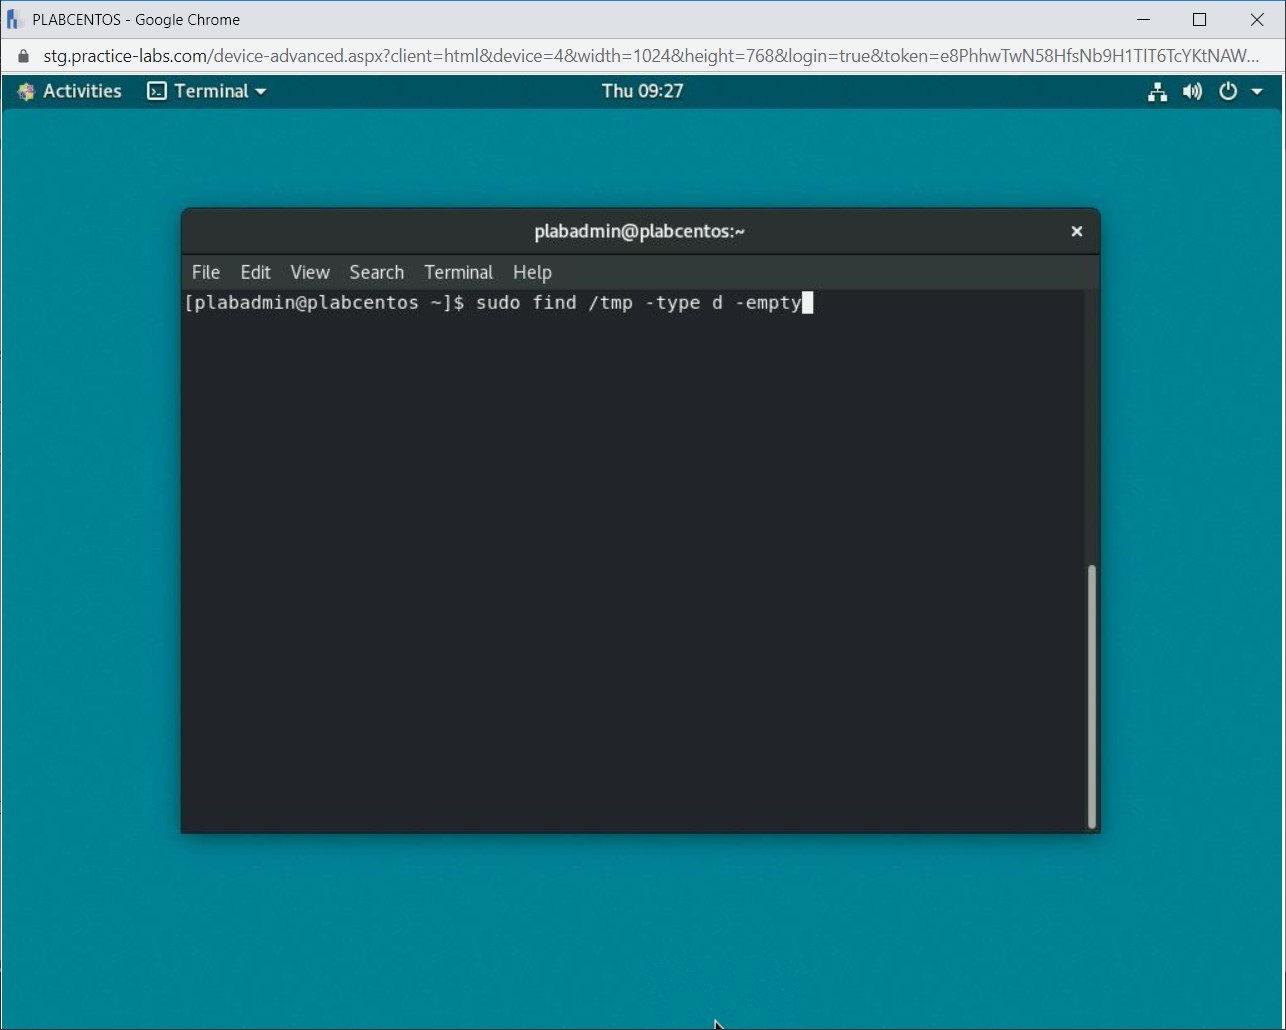 PLABCENTOS - Google Chrome
stg.practice-labs.com/device-advanced.aspx?client=html&device=4&width=1024&height=768&login=true&token=e8PhhwTwN58HfsNb9H1TIT6TcYKtNAW...
Activities Terminal Thu 09:27
plabadmin@plabcentos:~
File Edit View Search Terminal Help
[plabadmin@plabcentos ~]$ sudo find /tmp -type d -empty